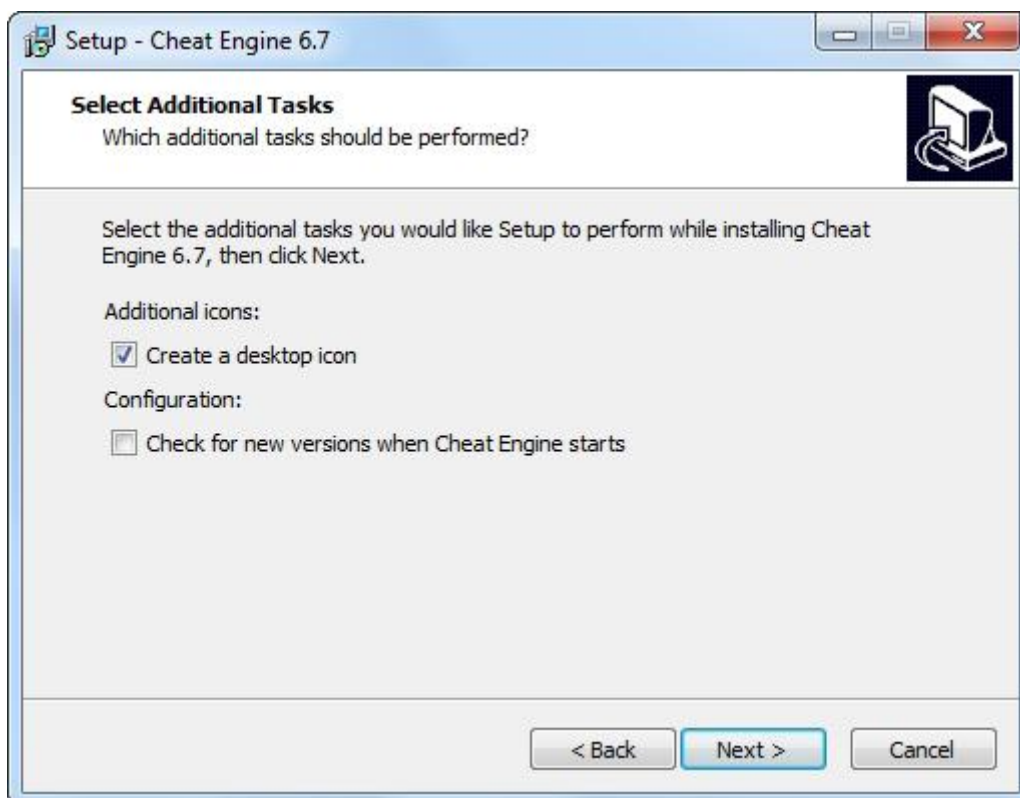 Setup - Cheat Engine 6.7
Select Additional Tasks
Which additional tasks should be performed?
Select the additional tasks you would like Setup to perform while installing Cheat
Engine 6.7, then click Next.
Additional icons:
Create a desktop icon
Configuration:
Check for new versions when Cheat Engine starts
< Back
Next >
Cancel